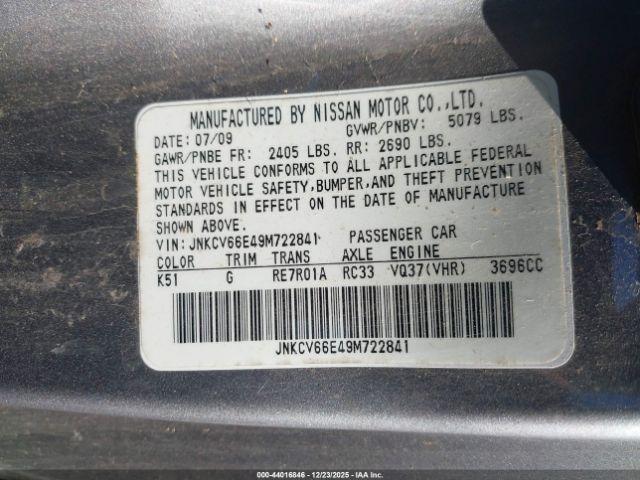 MANUFACTURED BY NISSAN MOTOR CO.,LTD.
DATE: 07/09 GVWR/PNBV: 5079 LBS.
GAWR/PNBE FR: 2405 LBS. RR: 2690 LBS.
THIS VEHICLE CONFORMS TO ALL APPLICABLE FEDERAL
MOTOR VEHICLE SAFETY,BUMPER,AND THEFT PREVENTION
STANDARDS IN EFFECT ON THE DATE OF MANUFACTURE
SHOWN ABOVE.
VIN: JNKCV66E49M722841 PASSENGER CAR
COLOR TRIM TRANS AXLE ENGINE
K51 G RE7R01A RC33 VQ37(VHR) 3696CC
JNKCV66E49M722841
000-44016846 - 12/23/2025 - IAA Inc.